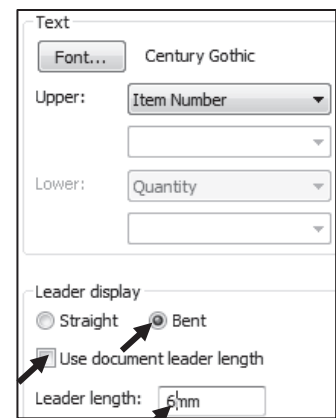 Text
Font... Century Gothic
Upper: Item Number
Lower: Quantity
Leader display
Straight Bent
Use document leader length
Leader length: 6mm